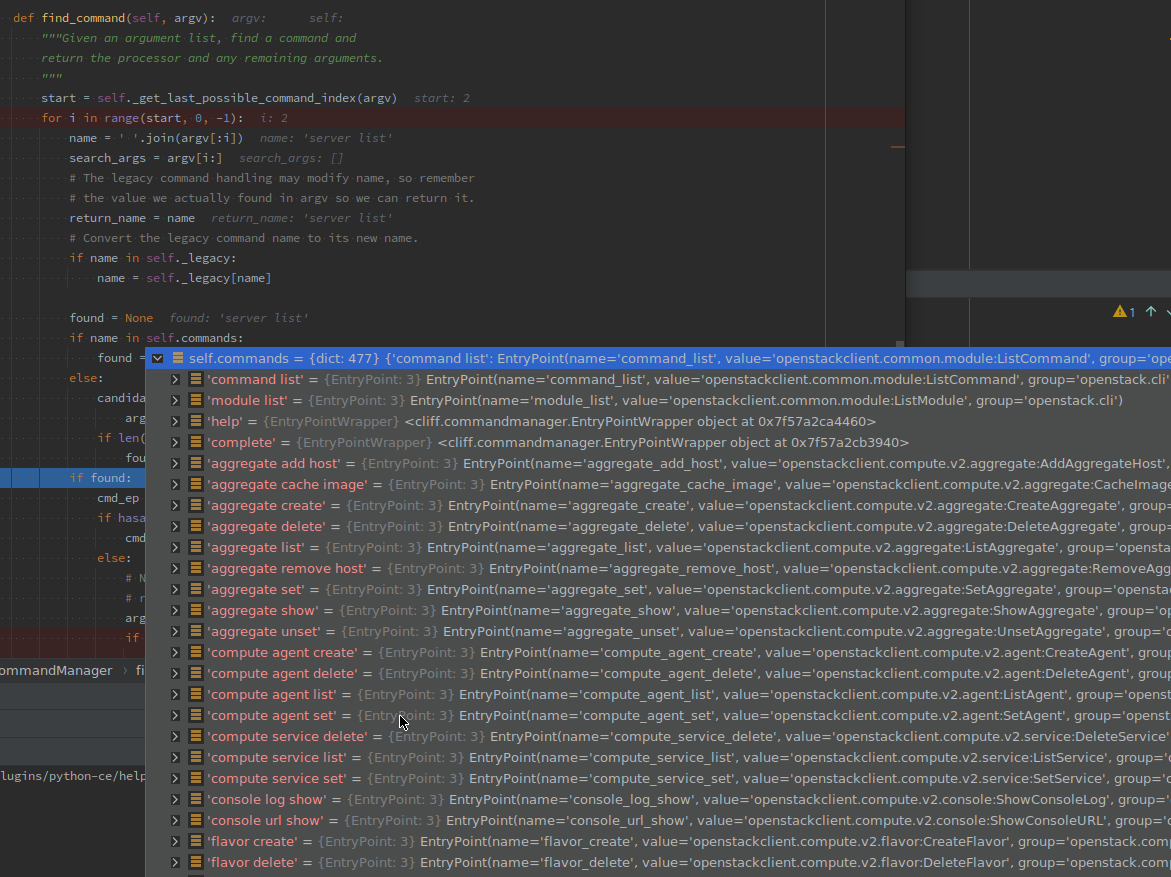 def find_command(self, argv):   argv:       self:
"""Given an argument list, find a command and
return the processor and any remaining arguments.
"""
start = self._get_last_possible_command_index(argv)   start: 2
for i in range(start, 0, -1):   i: 2
name = ' '.join(argv[:i])   name: 'server list'
search_args = argv[i:]   search_args: []
# The legacy command handling may modify name, so remember
# the value we actually found in argv so we can return it.
return_name = name   return_name: 'server list'
# Convert the legacy command name to its new name.
if name in self._legacy:
name = self._legacy[name]
1
found = None   found: 'server list'
if name in self.commands:
found =
self.commands = {dict: 477} {'command list': EntryPoint(name='command_list', value='openstackclient.common.module:ListCommand', group='ope
else:
'command list' = {EntryPoint: 3} EntryPoint(name='command_list', value='openstackclient.common.module:ListCommand', group='openstack.cli'
candida
'module list' = {EntryPoint: 3} EntryPoint(name='module_list', value='openstackclient.common.module:ListModule', group='openstack.cli')
arg
'help' = {EntryPointWrapper} <cliff.commandmanager.EntryPointWrapper object at 0x7f57a2ca4460>
if len(
'complete' = {EntryPointWrapper} <cliff.commandmanager.EntryPointWrapper object at 0x7f57a2cb3940>
fou
'aggregate add host' = {EntryPoint: 3} EntryPoint(name='aggregate_add_host', value='openstackclient.compute.v2.aggregate:AddAggregateHost',
if found:
'aggregate cache image' = {EntryPoint: 3} EntryPoint(name='aggregate_cache_image', value='openstackclient.compute.v2.aggregate:CacheImage
cmd_ep
'aggregate create' = {EntryPoint: 3} EntryPoint(name='aggregate_create', value='openstackclient.compute.v2.aggregate:CreateAggregate', group=
if hasa
'aggregate delete' = {EntryPoint: 3} EntryPoint(name='aggregate_delete', value='openstackclient.compute.v2.aggregate:DeleteAggregate', group=
cmd
'aggregate list' = {EntryPoint: 3} EntryPoint(name='aggregate_list', value='openstackclient.compute.v2.aggregate:ListAggregate', group='opensta
else:
'aggregate remove host' = {EntryPoint: 3} EntryPoint(name='aggregate_remove_host', value='openstackclient.compute.v2.aggregate:RemoveAgg
# N
'aggregate set' = {EntryPoint: 3} EntryPoint(name='aggregate_set', value='openstackclient.compute.v2.aggregate:SetAggregate', group='openst
# r
'aggregate show' = {EntryPoint: 3} EntryPoint(name='aggregate_show', value='openstackclient.compute.v2.aggregate:ShowAggregate', group='op
arg
'aggregate unset' = {EntryPoint: 3} EntryPoint(name='aggregate_unset', value='openstackclient.compute.v2.aggregate:UnsetAggregate', group='o
if
'compute agent create' = {EntryPoint: 3} EntryPoint(name='compute_agent_create', value='openstackclient.compute.v2.agent:CreateAgent', grou
ommandManager › fi
'compute agent delete' = {EntryPoint: 3} EntryPoint(name='compute_agent_delete', value='openstackclient.compute.v2.agent:DeleteAgent', grou
'compute agent list' = {EntryPoint: 3} EntryPoint(name='compute_agent_list', value='openstackclient.compute.v2.agent:ListAgent', group='openst
'compute agent set' = {EntryPoint: 3} EntryPoint(name='compute_agent_set', value='openstackclient.compute.v2.agent:SetAgent', group='openst
'compute service delete' = {EntryPoint: 3} EntryPoint(name='compute_service_delete', value='openstackclient.compute.v2.service:DeleteService'
'compute service list' = {EntryPoint: 3} EntryPoint(name='compute_service_list', value='openstackclient.compute.v2.service:ListService', group='o
lugins/python-ce/help
'compute service set' = {EntryPoint: 3} EntryPoint(name='compute_service_set', value='openstackclient.compute.v2.service:SetService', group='o
'console log show' = {EntryPoint: 3} EntryPoint(name='console_log_show', value='openstackclient.compute.v2.console:ShowConsoleLog', group='
'console url show' = {EntryPoint: 3} EntryPoint(name='console_url_show', value='openstackclient.compute.v2.console:ShowConsoleURL', group='o
'flavor create' = {EntryPoint: 3} EntryPoint(name='flavor_create', value='openstackclient.compute.v2.flavor:CreateFlavor', group='openstack.com
'flavor delete' = {EntryPoint: 3} EntryPoint(name='flavor_delete', value='openstackclient.compute.v2.flavor:DeleteFlavor', group='openstack.comp